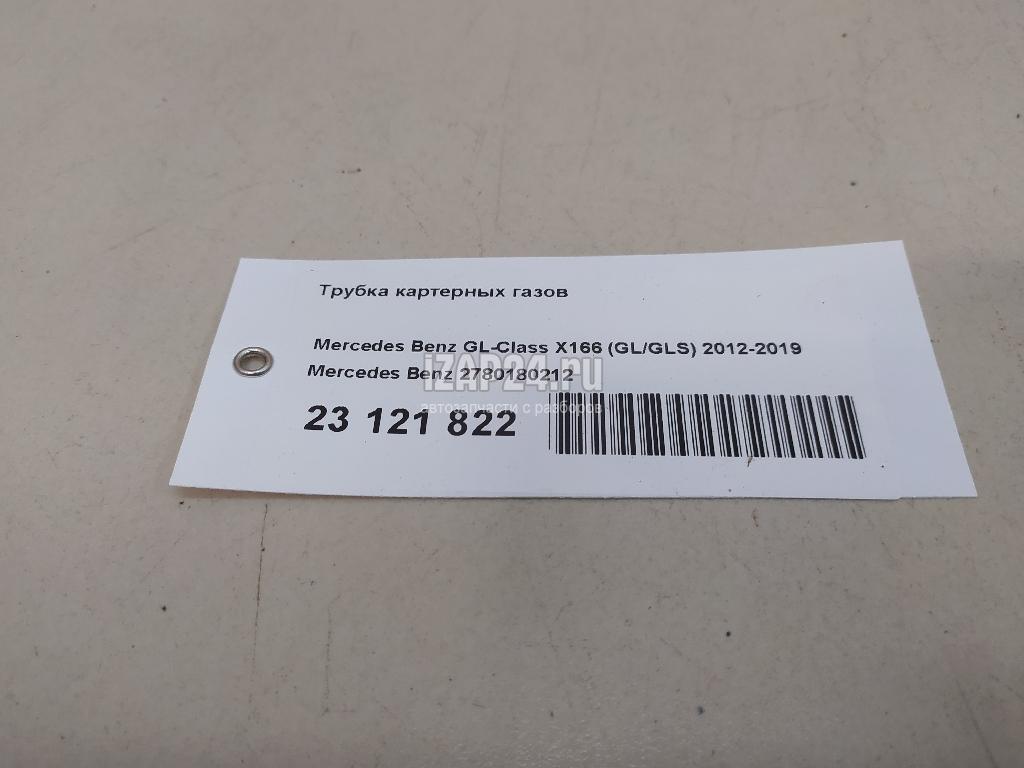 Трубка картерных газов
Mercedes Benz GL-Class X166 (GL/GLS) 2012-2019
Mercedes Benz 2780180212
iZAP24.ru
автозапчасти с разборов
23 121 822